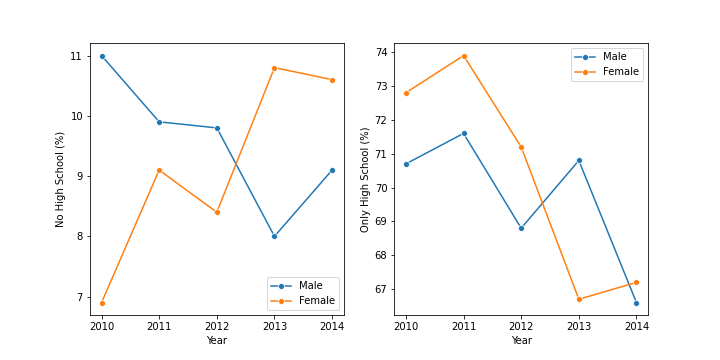 No High School (%)
11
10
9
8
7
2010 2011 2012 2013 2014
Year
Male
Female
Only High School (%)
74
73
72
71
70
69
68
67
2010 2011 2012 2013 2014
Year
Male
Female